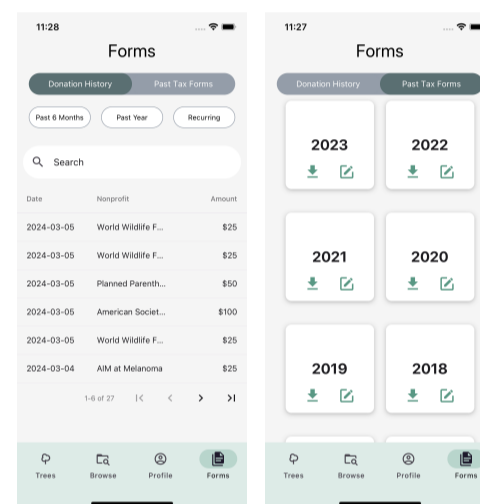 11:28
Forms
Donation History Past Tax Forms
Past 6 Months Past Year Recurring
Search
Date Nonprofit Amount
2024-03-05 World Wildlife F... $25
2024-03-05 World Wildlife F... $25
2024-03-05 Planned Parenth... $50
2024-03-05 American Societ... $100
2024-03-05 World Wildlife F... $25
2024-03-04 AIM at Melanoma $25
1-6 of 27
Trees Browse Profile Forms
11:27
Forms
Donation History Past Tax Forms
2023 2022
2021 2020
2019 2018
Trees Browse Profile Forms